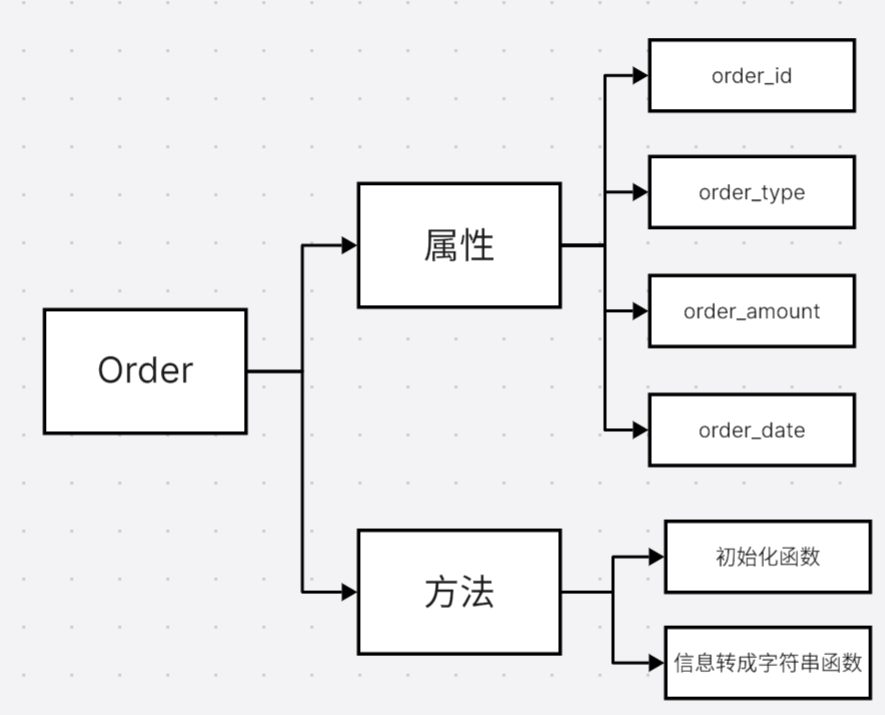 Order
属性
order_id
order_type
order_amount
order_date
方法
初始化函数
信息转成字符串函数